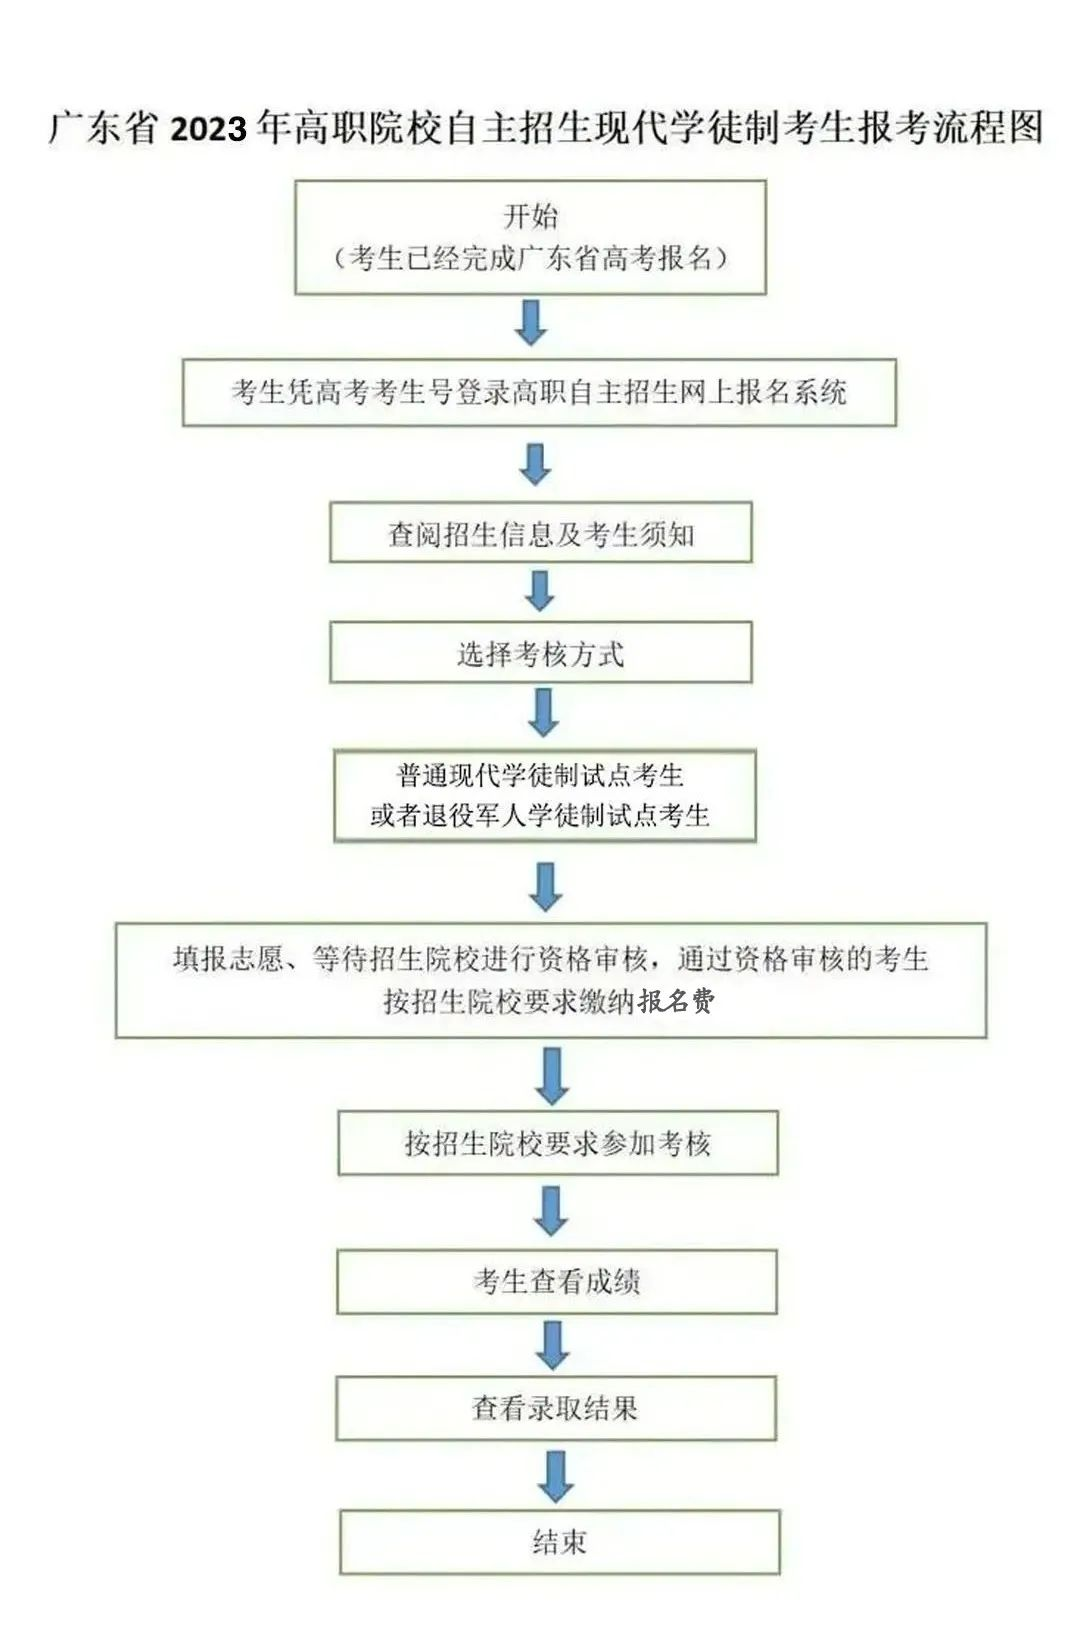 广东省 2023 年高职院校自主招生现代学徒制考生报考流程图
开始
（考生已经完成广东省高考报名）
考生凭高考考生号登录高职自主招生网上报名系统
查阅招生信息及考生须知
选择考核方式
普通现代学徒制试点考生
或者退役军人学徒制试点考生
填报志愿、等待招生院校进行资格审核，通过资格审核的考生
按招生院校要求缴纳报名费
按招生院校要求参加考核
考生查看成绩
查看录取结果
结束